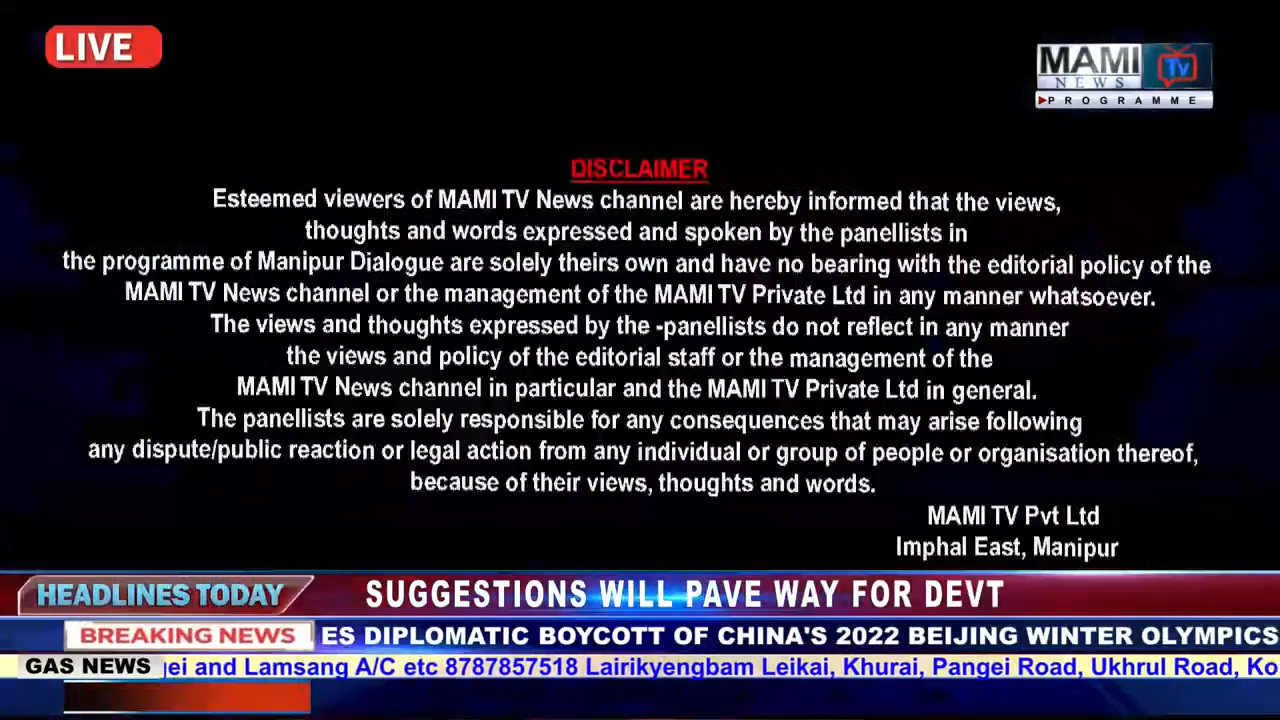 LIVE
MAMI Tv
NEWS
PROGRAMME
DISCLAIMER
Esteemed viewers of MAMI TV News channel are hereby informed that the views,
thoughts and words expressed and spoken by the panellists in
the programme of Manipur Dialogue are solely theirs own and have no bearing with the editorial policy of the
MAMI TV News channel or the management of the MAMI TV Private Ltd in any manner whatsoever.
The views and thoughts expressed by the -panellists do not reflect in any manner
the views and policy of the editorial staff or the management of the
MAMI TV News channel in particular and the MAMI TV Private Ltd in general.
The panellists are solely responsible for any consequences that may arise following
any dispute/public reaction or legal action from any individual or group of people or organisation thereof,
because of their views, thoughts and words.
MAMI TV Pvt Ltd
Imphal East, Manipur
HEADLINES TODAY SUGGESTIONS WILL PAVE WAY FOR DEVT
BREAKING NEWS ES DIPLOMATIC BOYCOTT OF CHINA'S 2022 BEIJING WINTER OLYMPICS
GAS NEWS gei and Lamsang A/C etc 8787857518 Lairikyengbam Leikai, Khurai, Pangei Road, Ukhrul Road, Ko